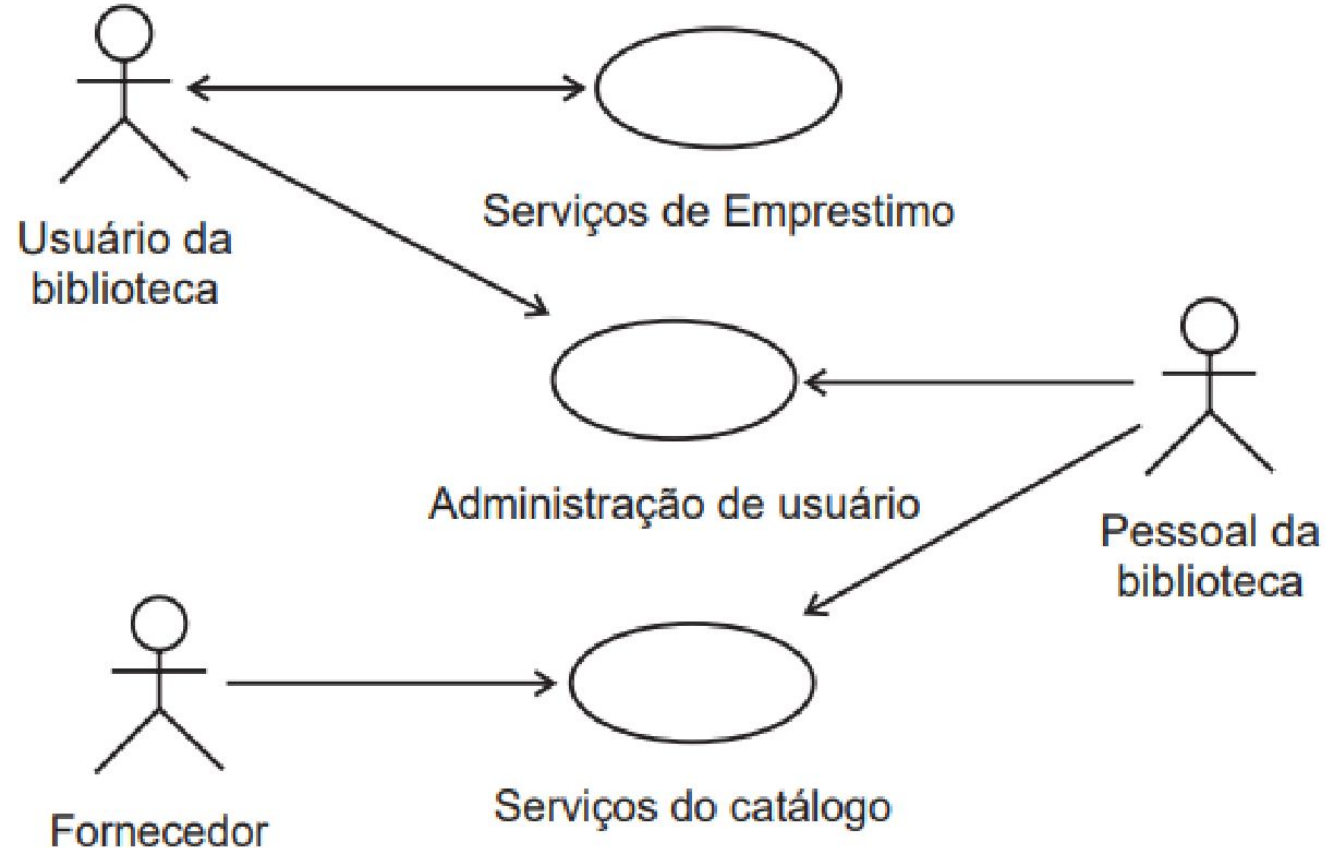 Serviços de Emprestimo
Usuário da
biblioteca
Administração de usuário
Pessoal da
biblioteca
Serviços do catálogo
Fornecedor